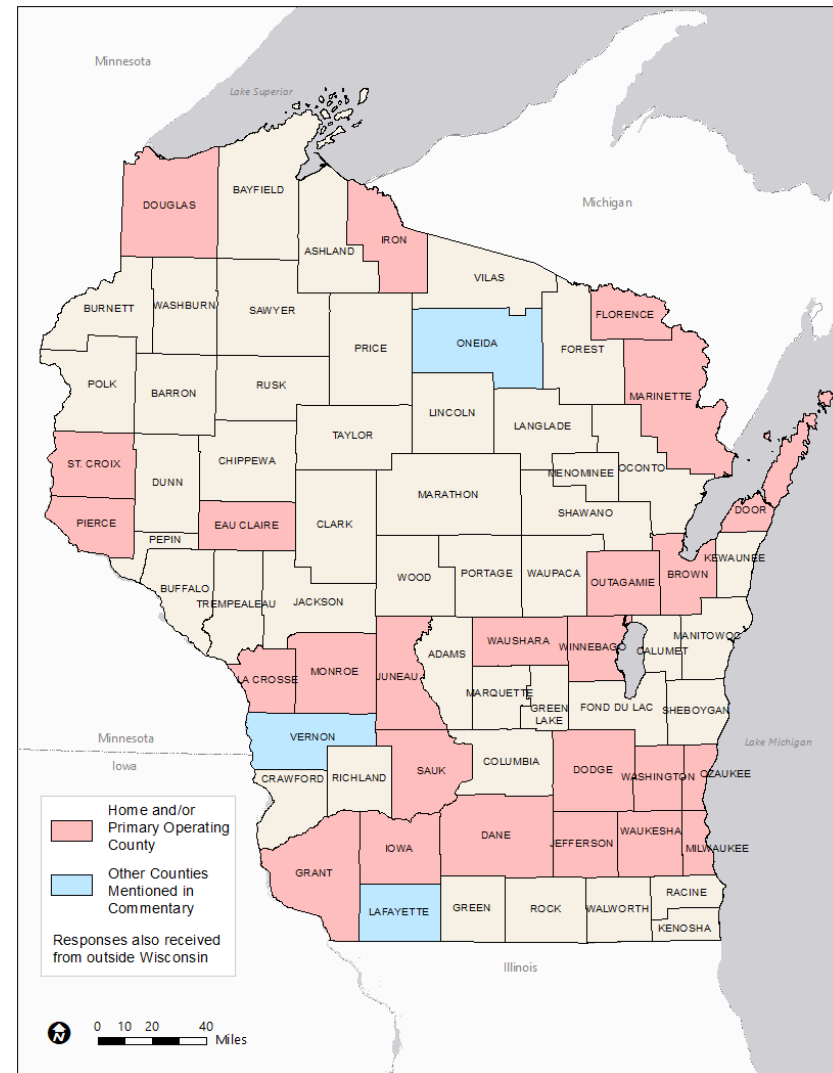 Minnesota
Lake Superior
BAYFIELD
DOUGLAS
Michigan
IRON
ASHLAND
VILAS
BURNETT
WASHBURN
SAWYER
FLORENCE
ONEIDA
PRICE
FOREST
POLK
RUSK
BARRON
MARINETTE
LINCOLN
LANGLADE
TAYLOR
ST. CROIX
CHIPPEWA
OCONTO
MENOMINEE
DUNN
MARATHON
DOOR
SHAWANO
PIERCE
EAU CLAIRE
CLARK
PEPIN
KEWAUNEE
WOOD
PORTAGE
WAUPACA
OUTAGAMIE
BROWN
BUFFALO
TREMPEALEAU
JACKSON
MANITOWOC
WAUSHARA
WINNEBAGO
CALUMET
ADAMS
MONROE
JUNEAU
LA CROSSE
MARQUETTE
GREEN
LAKE
FOND DU LAC
SHEBOYGAN
Minnesota
VERNON
Lake Michigan
Iowa
COLUMBIA
SAUK
DODGE
CRAWFORD
RICHLAND
WASHINGTON
OZAUKEE
Home and/or
Primary Operating
County
DANE
WAUKESHA
IOWA
JEFFERSON
MILWAUKEE
GRANT
Other Counties
Mentioned in
Commentary
LAFAYETTE
GREEN
ROCK
WALWORTH
RACINE
KENOSHA
Responses also received
from outside Wisconsin
Illinois
N
0 10 20 40
Miles